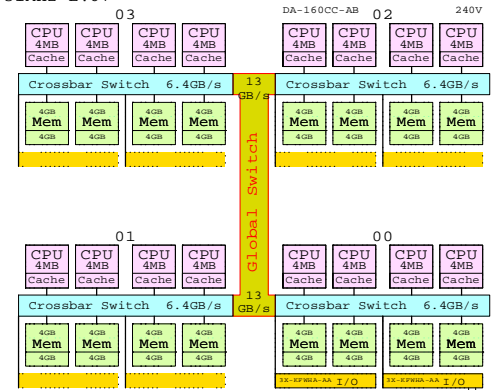 03 DA-160CC-AB 02 240V
CPU CPU CPU CPU CPU CPU CPU CPU
4MB 4MB 4MB 4MB 4MB 4MB 4MB 4MB
Cache Cache Cache Cache Cache Cache Cache Cache
Crossbar Switch 6.4GB/s 13 GB/s Crossbar Switch 6.4GB/s
4GB 4GB 4GB 4GB 4GB 4GB 4GB 4GB
Mem Mem Mem Mem Mem Mem Mem Mem
4GB 4GB 4GB 4GB 4GB 4GB 4GB 4GB
Global Switch
01 00
CPU CPU CPU CPU CPU CPU CPU CPU
4MB 4MB 4MB 4MB 4MB 4MB 4MB 4MB
Cache Cache Cache Cache Cache Cache Cache Cache
Crossbar Switch 6.4GB/s 13 GB/s Crossbar Switch 6.4GB/s
4GB 4GB 4GB 4GB 4GB 4GB 4GB 4GB
Mem Mem Mem Mem Mem Mem Mem Mem
4GB 4GB 4GB 4GB 4GB 4GB 4GB 4GB
3X-KFWHA-AA I/O 3X-KFWHA-AA I/O